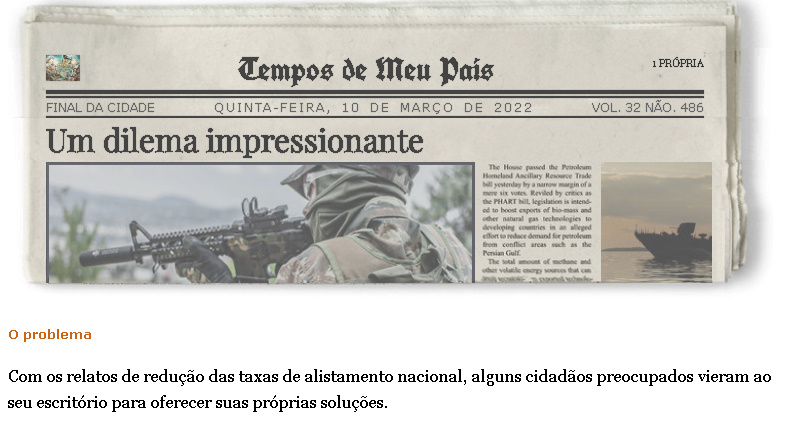 Tempos de Meu País
1 PRÓPRIA
FINAL DA CIDADE
QUINTA-FEIRA, 10 DE MARÇO DE 2022
VOL. 32 NÃO. 486
Um dilema impressionante
The House passed the Petroleum
Homeland Ancillary Resource Trade
bill yesterday by a narrow margin of a
mere six votes. Reviled by critics as
the PHART bill, legislation is intend-
ed to boost exports of bio-mass and
other natural gas technologies to
developing countries in an alleged
effort to reduce demand for petroleum
from conflict areas such as the
Persian Gulf.
The total amount of methane and
other volatile energy sources that can
O problema
Com os relatos de redução das taxas de alistamento nacional, alguns cidadãos preocupados vieram ao
seu escritório para oferecer suas próprias soluções.